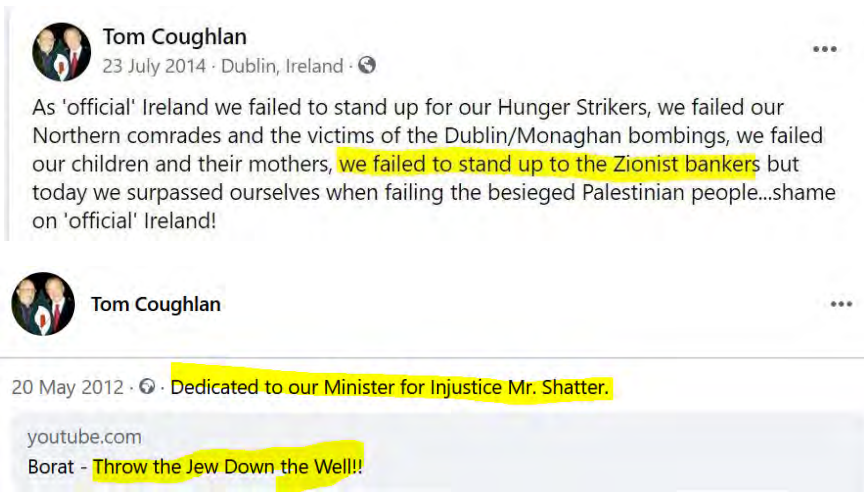 Tom Coughlan
23 July 2014 · Dublin, Ireland ·
As 'official' Ireland we failed to stand up for our Hunger Strikers, we failed our
Northern comrades and the victims of the Dublin/Monaghan bombings, we failed
our children and their mothers, we failed to stand up to the Zionist bankers but
today we surpassed ourselves when failing the besieged Palestinian people...shame
on 'official' Ireland!
Tom Coughlan
20 May 2012 · · Dedicated to our Minister for Injustice Mr. Shatter.
youtube.com
Borat - Throw the Jew Down the Well!!